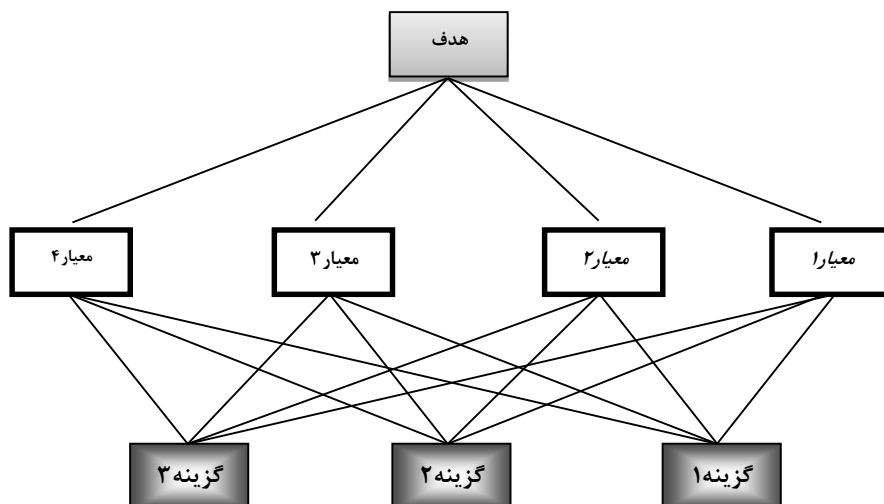 هدف
معیار۱
معیار۲
معیار۳
معیار۴
گزینه۱
گزینه۲
گزینه۳